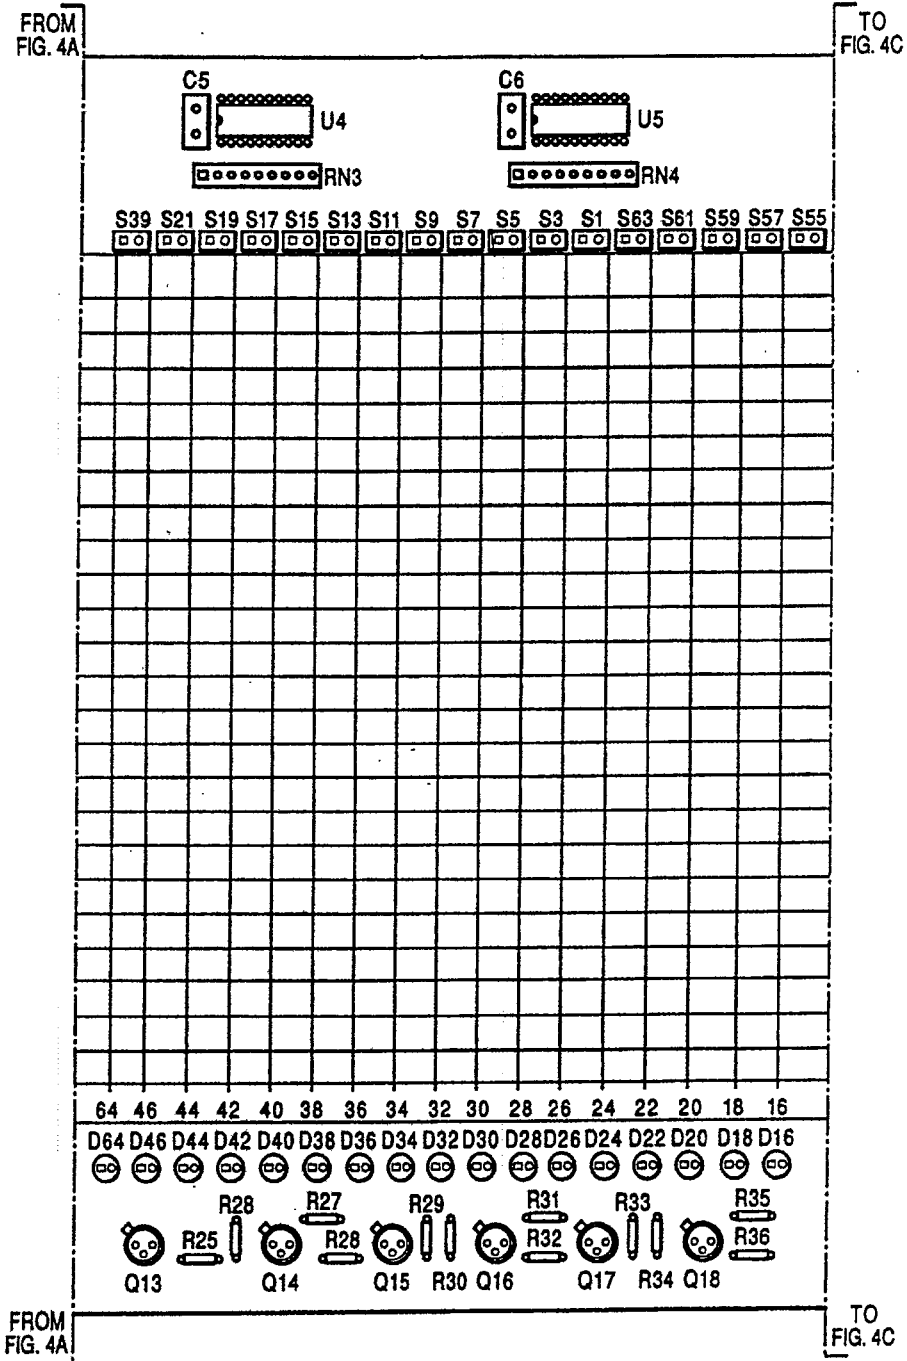 FROM
FIG. 4A
TO
FIG. 4C
C5
U4
C6
U5
RN3
RN4
S39 S21 S19 S17 S15 S13 S11 S9 S7 S5 S3 S1 S63 S61 S59 S57 S55
64 46 44 42 40 38 36 34 32 30 28 26 24 22 20 18 16
D64 D46 D44 D42 D40 D38 D36 D34 D32 D30 D28 D26 D24 D22 D20 D18 D16
R28 R27 R29 R31 R33 R35
R25 R28 R32 R36
Q13 Q14 Q15 R30 Q16 Q17 R34 Q18
FROM
FIG. 4A
TO
FIG. 4C